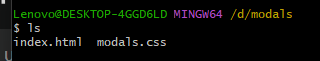 Lenovo@DESKTOP-4GGD6LD MINGW64 /d/modals
$ ls
index.html  modals.css